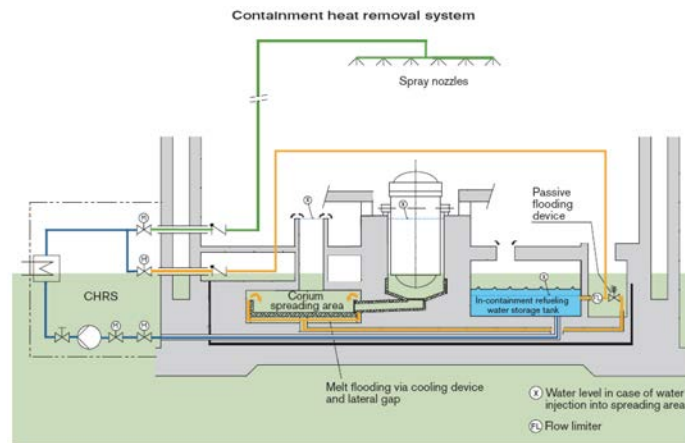 Containment heat removal system
Spray nozzles
M
X
X
Passive
flooding
device
M
X
CHRS
Corium
spreading area
In-containment refueling
water storage tank
FL
M
M
Melt flooding via cooling device
and lateral gap
X Water level in case of water
injection into spreading area
FL Flow limiter